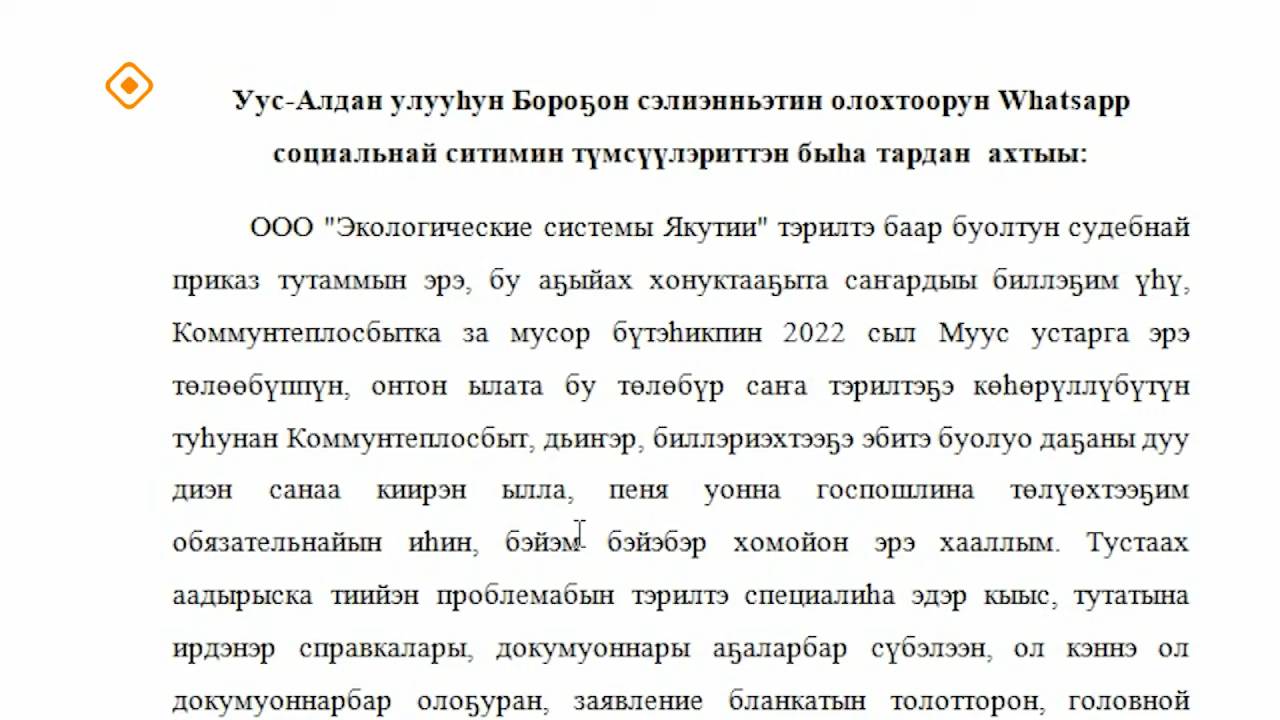 Уус-Алдан улууһун Бороҕон сэлиэнньэтин олохтоорун Whatsapp
социальнай ситимин түмсүүлэриттэн быһа тардан ахтыы:
ООО "Экологические системы Якутии" тэрилтэ баар буолтун судебнай
приказ тутаммын эрэ, бу аҕыйах хонуктааҕыта саҥардыы биллэҕим үһү,
Коммунтеплосбытка за мусор бүтэһикпин 2022 сыл Муус устарга эрэ
төлөөбүппүн, онтон ылата бу төлөбүр саҥа тэрилтэҕэ көһөрүллүбүтүн
туһунан Коммунтеплосбыт, дьиҥэр, биллэриэхтээҕэ эбитэ буолуо даҕаны дуу
диэн санаа киирэн ылла, пеня уонна госпошлина төлүөхтээҕим
обязательнайын иһин, бэйэм бэйэбэр хомойон эрэ хааллым. Тустаах
аадырыска тиийэн проблемабын тэрилтэ специалиһа эдэр кыыс, тутатына
ирдэнэр справкалары, докумуоннары аҕаларбар сүбэлээн, ол кэннэ ол
докумуоннарбар олоҕуран, заявление бланкатын толотторон, головной